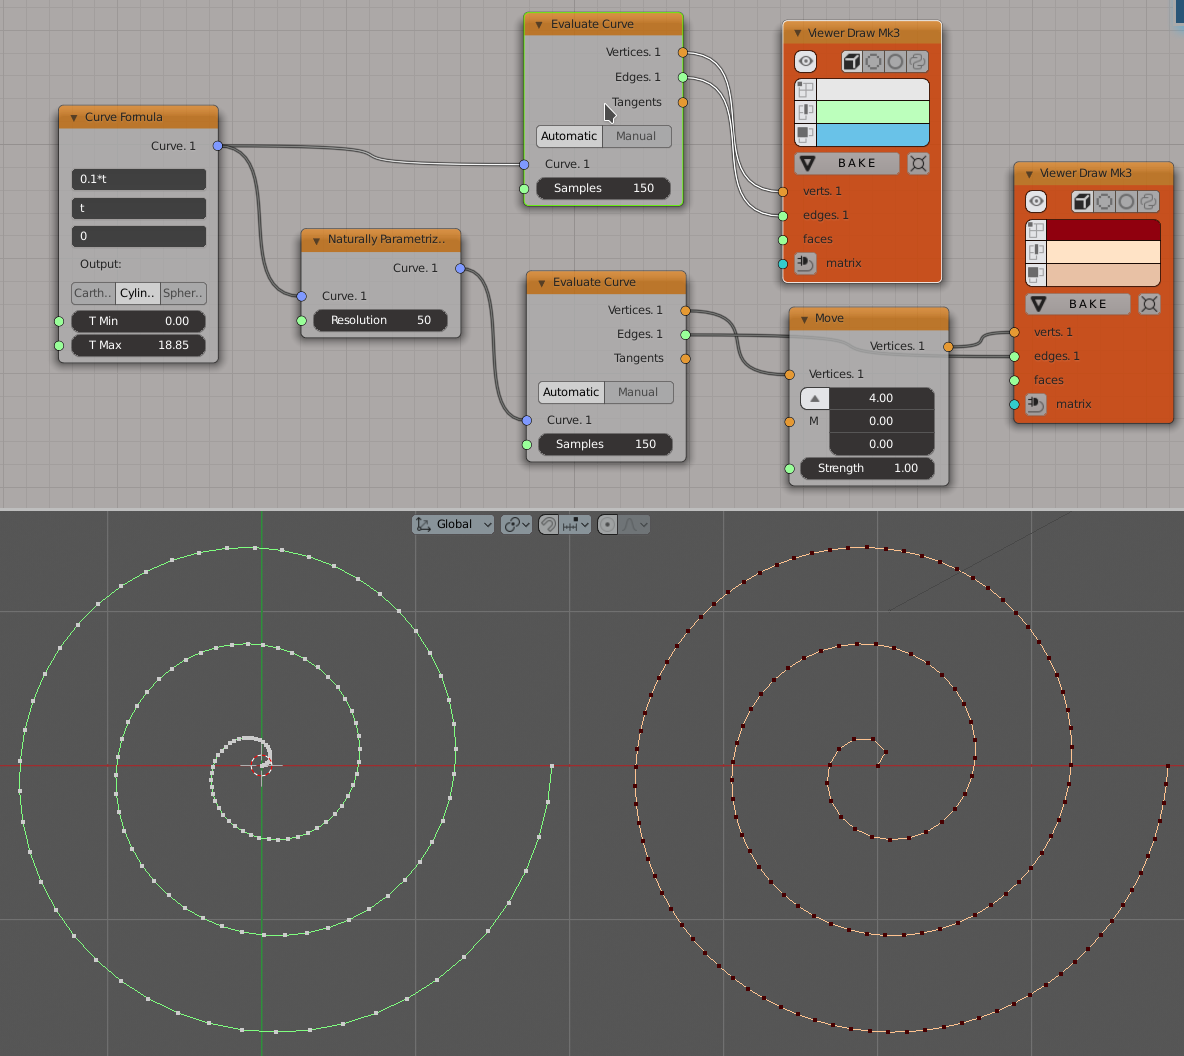 Curve Formula
Curve. 1
0.1*t
t
0
Output:
Carth.. Cylin.. Spher..
T Min 0.00
T Max 18.85
Naturally Parametriz..
Curve. 1
Curve. 1
Resolution 50
Evaluate Curve
Vertices. 1
Edges. 1
Tangents
Automatic Manual
Curve. 1
Samples 150
Evaluate Curve
Vertices. 1
Edges. 1
Tangents
Automatic Manual
Curve. 1
Samples 150
Viewer Draw Mk3
BAKE
verts. 1
edges. 1
faces
matrix
Move
Vertices. 1
Vertices. 1
4.00
M 0.00
0.00
Strength 1.00
Viewer Draw Mk3
BAKE
verts. 1
edges. 1
faces
matrix
Global